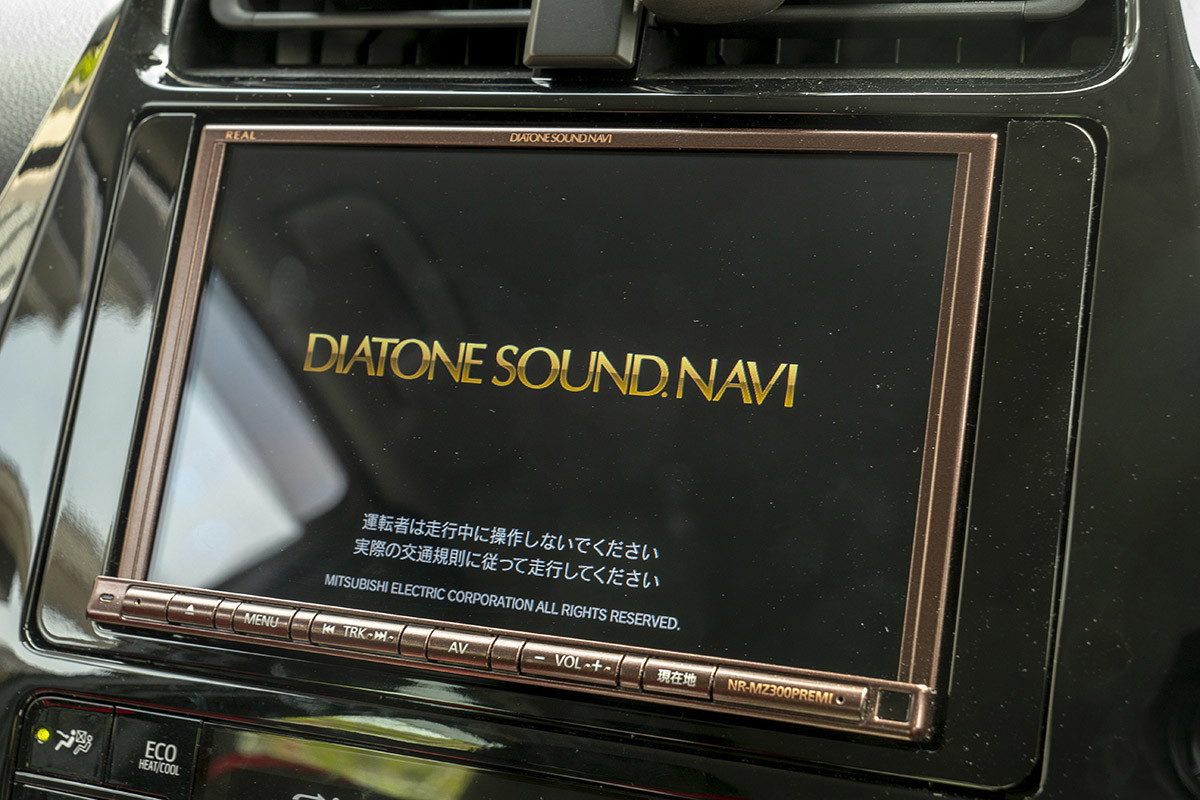 REAL
DIATONE SOUND.NAVI
DIATONE SOUND.NAVI
運転者は走行中に操作しないでください
実際の交通規則に従って走行してください
MITSUBISHI ELECTRIC CORPORATION ALL RIGHTS RESERVED.
MENU
TRK
AV
− VOL +
現在地
NR-MZ300PREMI
ECO
HEAT/COOL